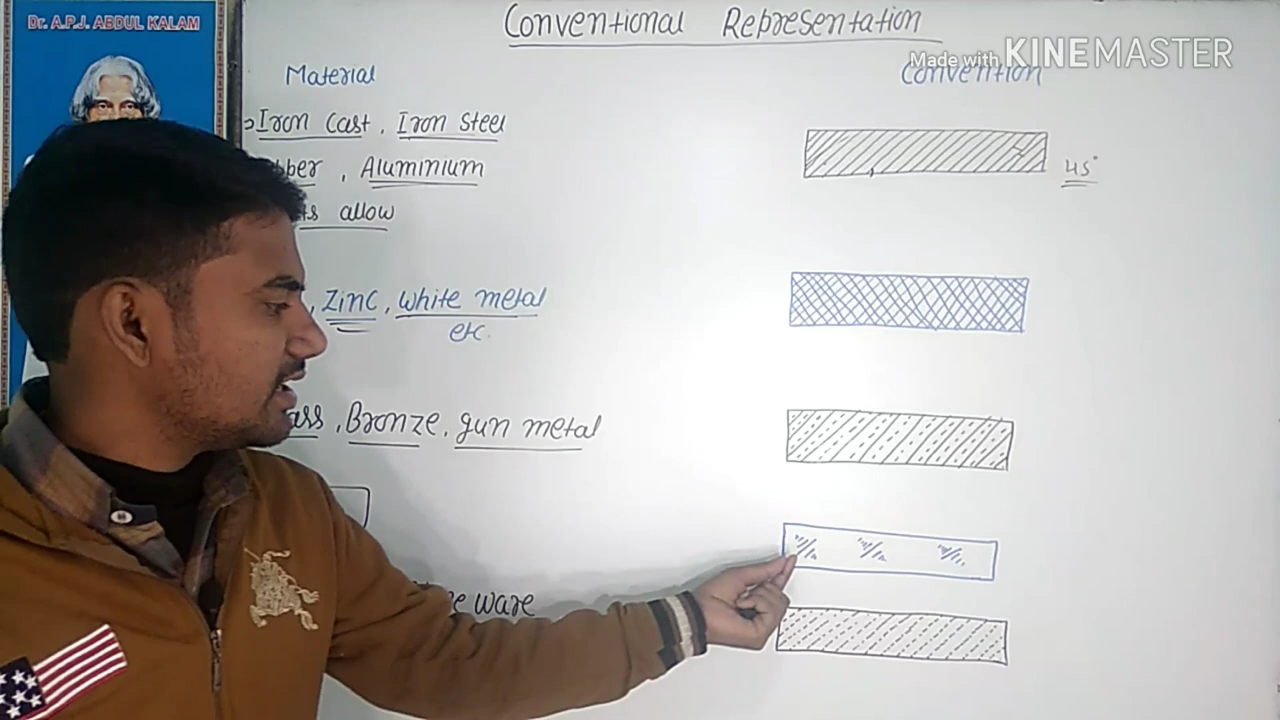 Dr. A.P.J. ABDUL KALAM
Conventional Representation
Made with KINEMASTER
Material
Convention
Iron Cast, Iron Steel
bber, Aluminium
45°
ts allow
, Zinc, White metal
etc.
ass, Bronze, gun metal
e ware